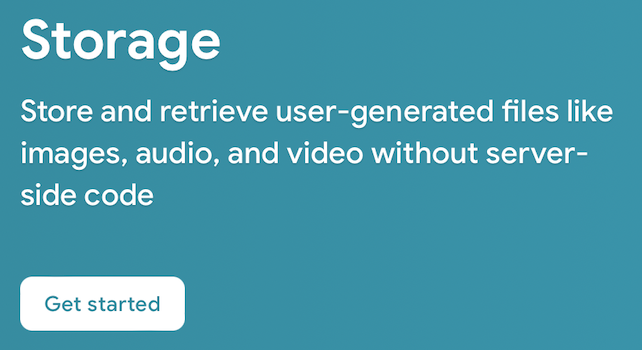 Storage
Store and retrieve user-generated files like
images, audio, and video without server-
side code
Get started